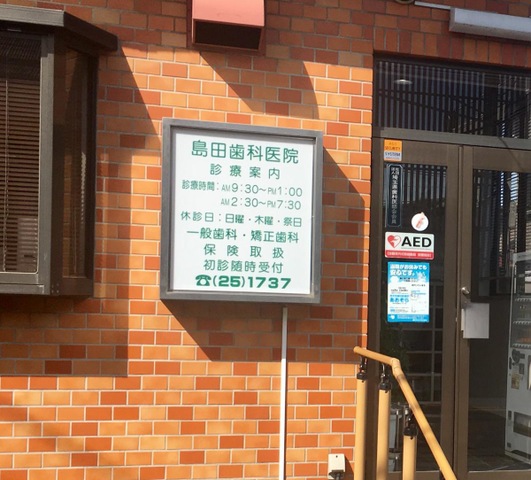 島田歯科医院
診療案内
診療時間：AM 9:30～PM 1:00
AM 2:30～PM 7:30
休診日：日曜・木曜・祭日
一般歯科・矯正歯科
保険取扱
初診随時受付
☎(25)1737
AED